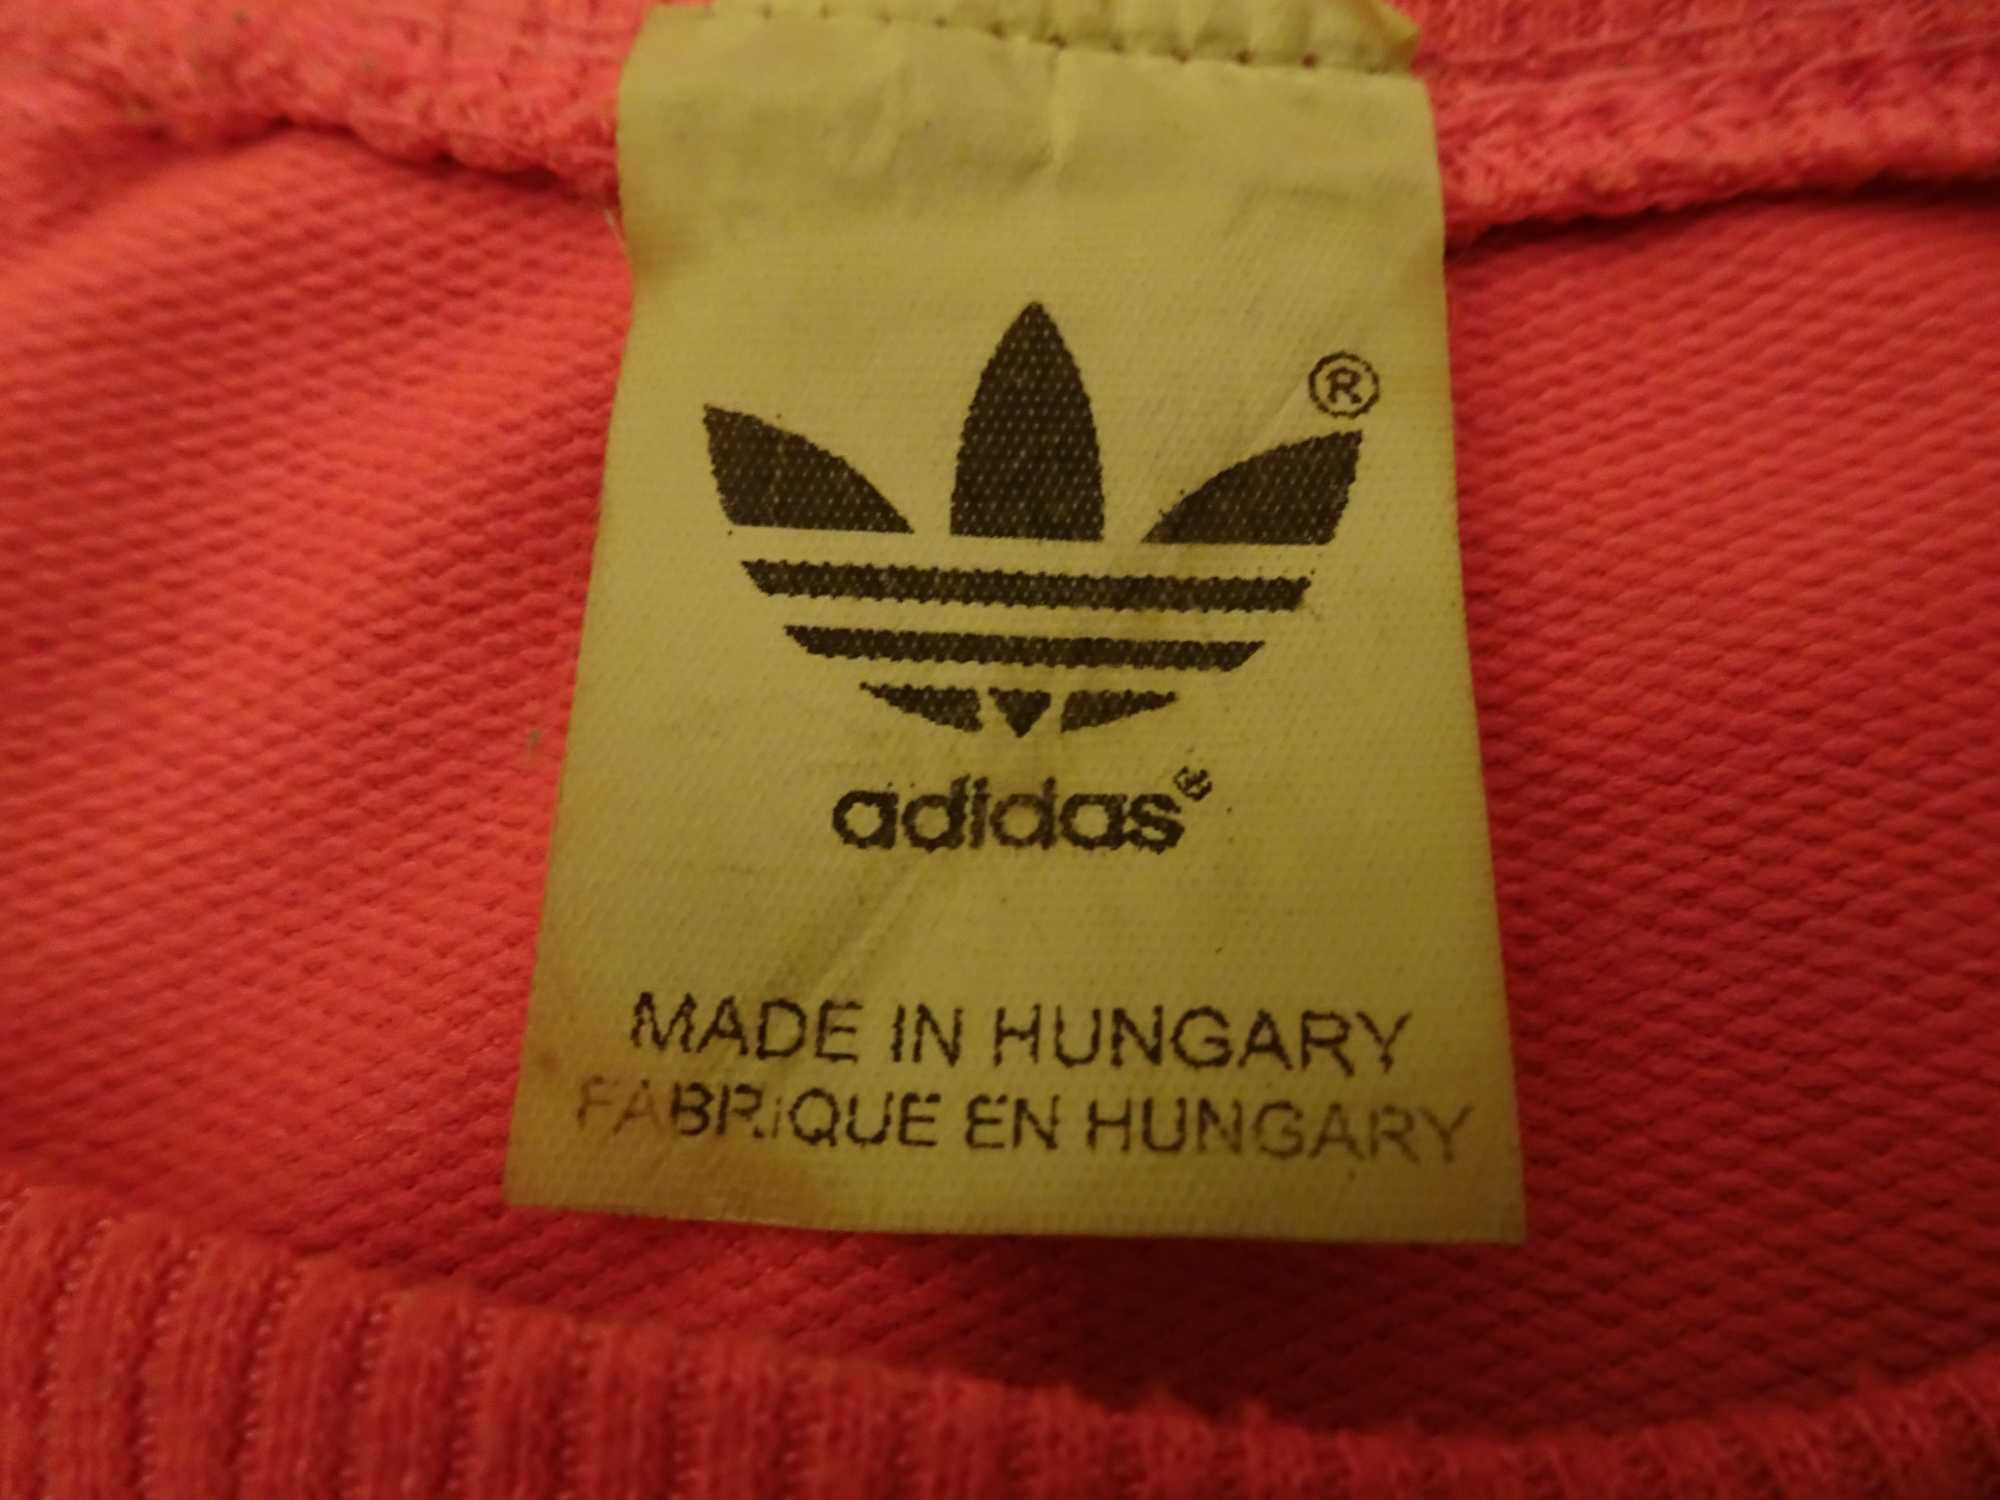 ®
adidas®
MADE IN HUNGARY
FABRIQUE EN HUNGARY